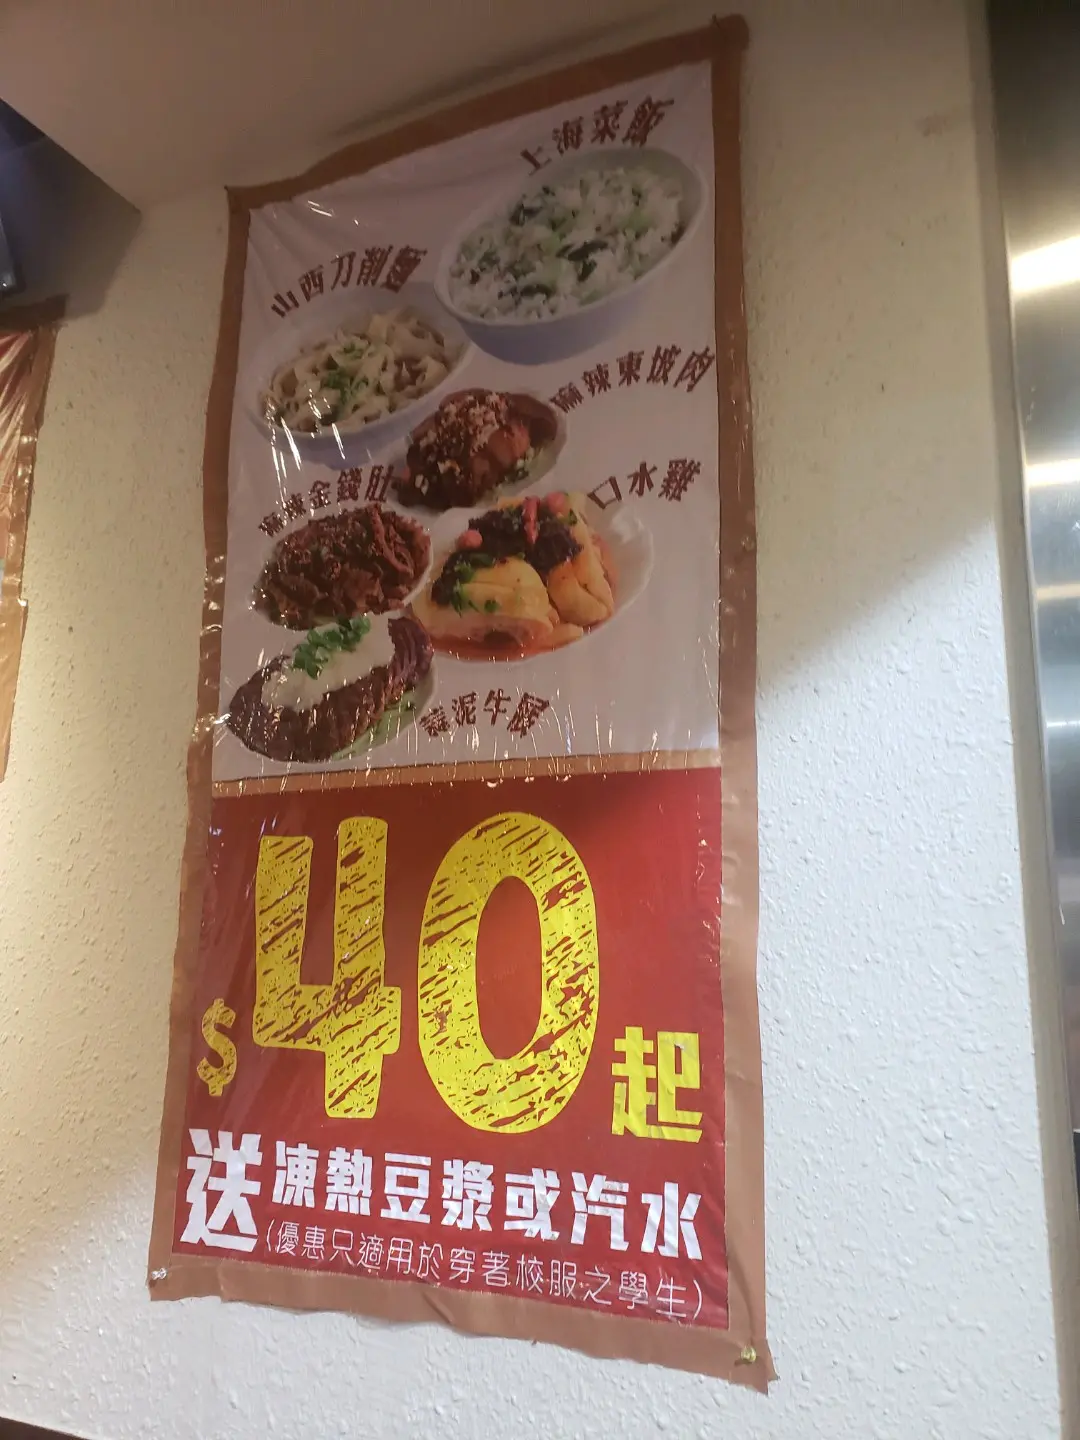 上海菜飯
山西刀削麵
麻辣東坡肉
麻辣金錢肚
口水雞
蒜泥牛𦟌
$40起
送凍熱豆漿或汽水
(優惠只適用於穿著校服之學生)